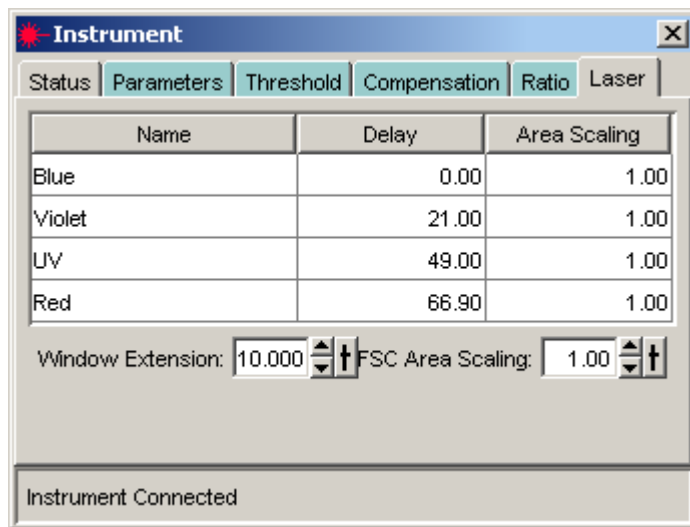 Instrument
Status Parameters Threshold Compensation Ratio Laser
Name Delay Area Scaling
Blue 0.00 1.00
Violet 21.00 1.00
UV 49.00 1.00
Red 66.90 1.00
Window Extension: 10.000 FSC Area Scaling: 1.00
Instrument Connected